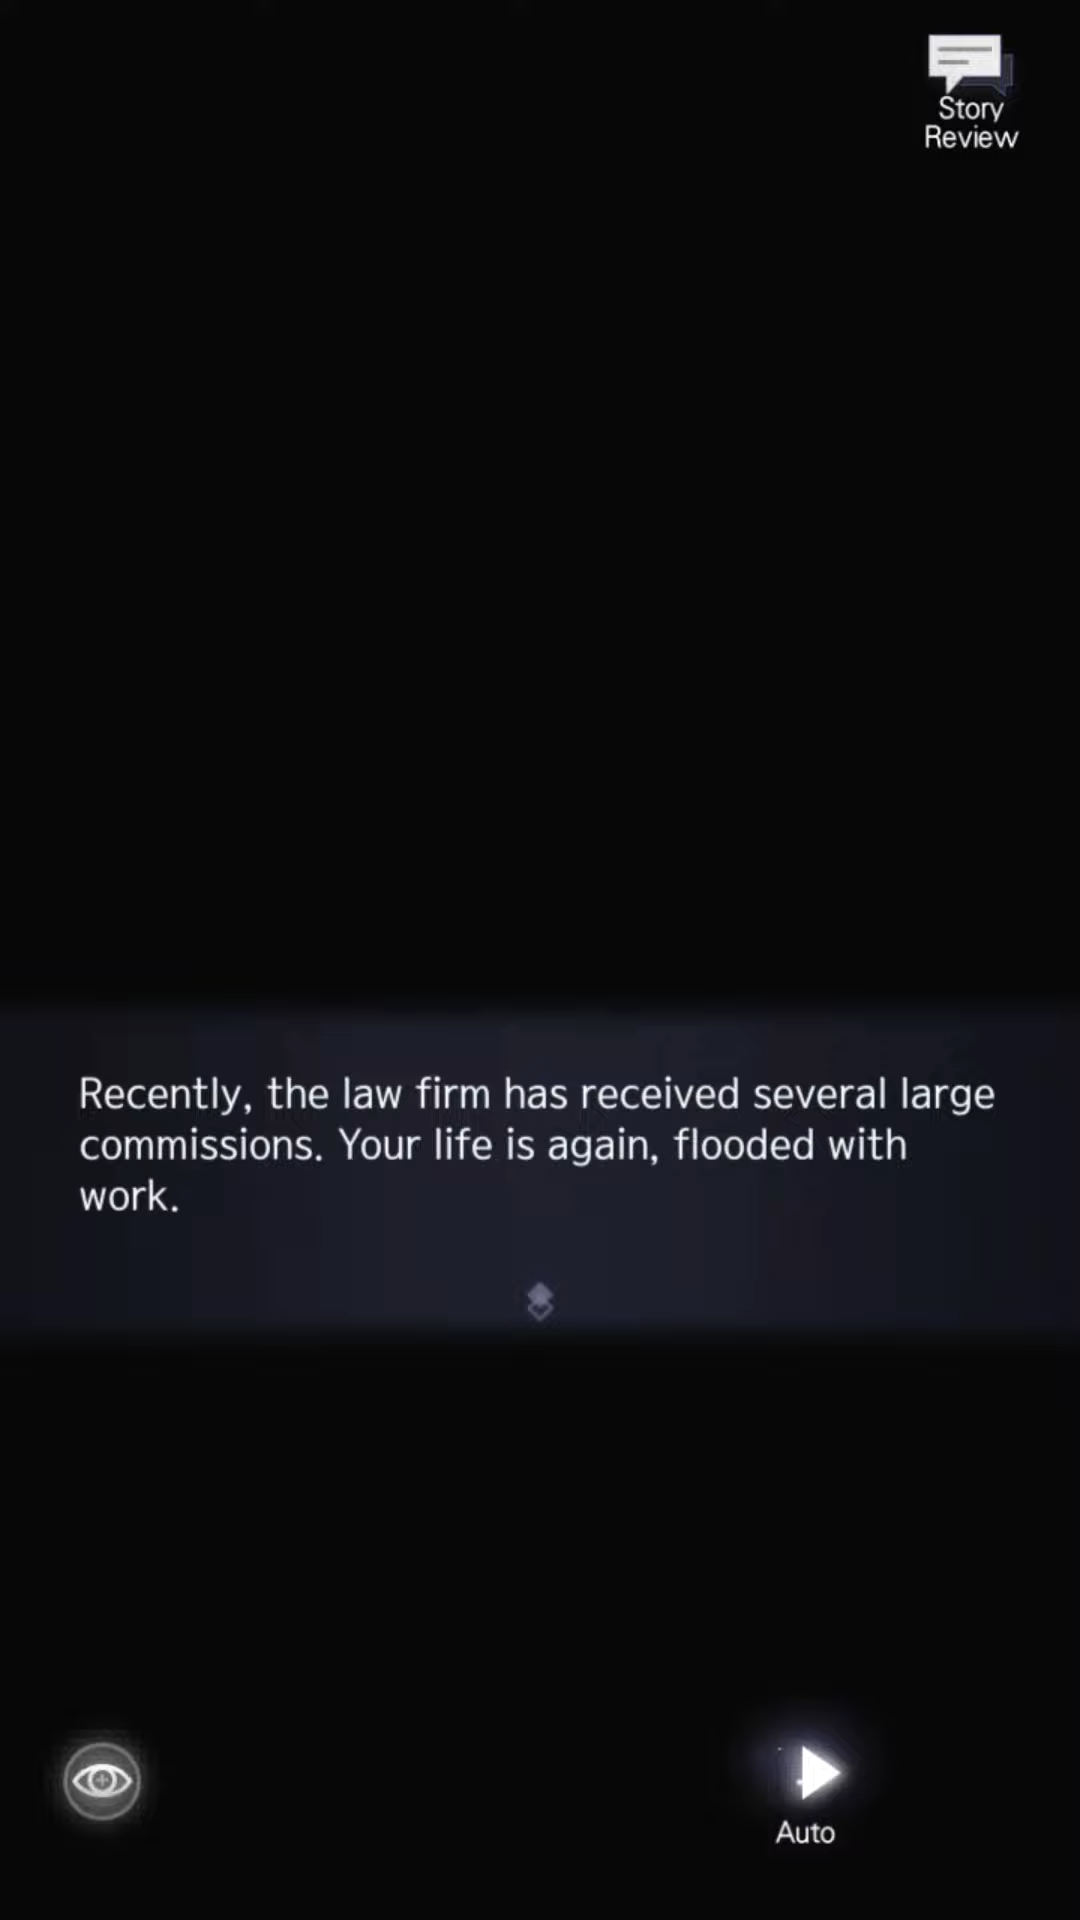 Story
Review
Recently, the law firm has received several large
commissions. Your life is again, flooded with
work.
Auto